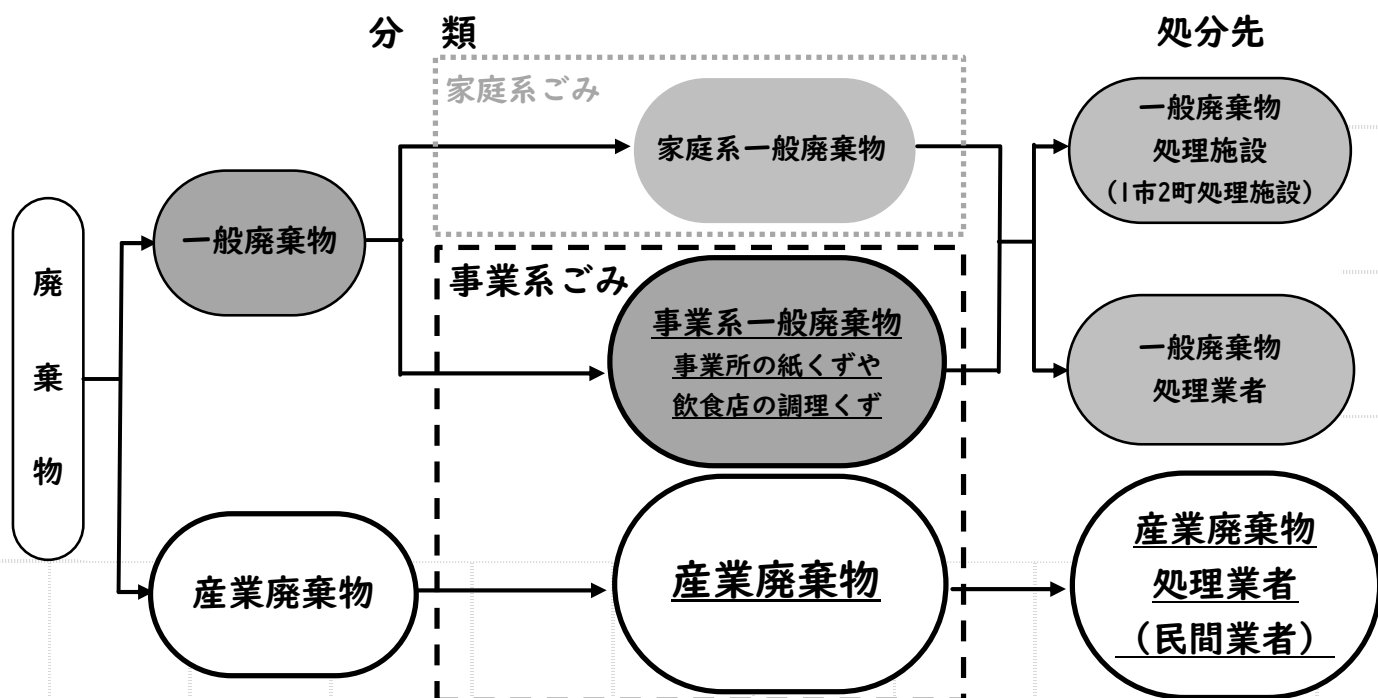 分 類
処分先
家庭系ごみ
家庭系一般廃棄物
一般廃棄物
処理施設
(1市2町処理施設)
一般廃棄物
廃棄物
事業系ごみ
事業系一般廃棄物
事業所の紙くずや
飲食店の調理くず
一般廃棄物
処理業者
産業廃棄物
産業廃棄物
産業廃棄物
処理業者
(民間業者)